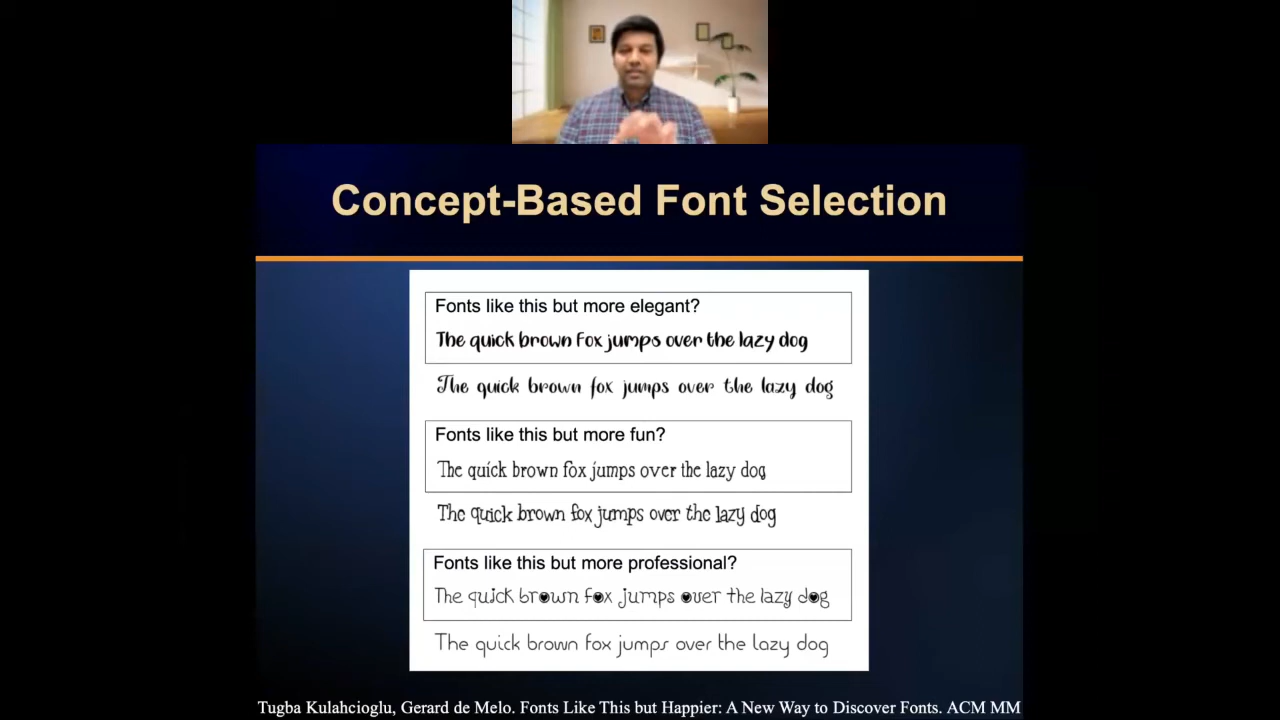 Concept-Based Font Selection
Fonts like this but more elegant?
The quick brown fox jumps over the lazy dog
The quick brown fox jumps over the lazy dog
Fonts like this but more fun?
The quick brown fox jumps over the lazy dog
The quick brown fox jumps over the lazy dog
Fonts like this but more professional?
The quick brown fox jumps over the lazy dog
The quick brown fox jumps over the lazy dog
Tugba Kulahcioglu, Gerard de Melo. Fonts Like This but Happier: A New Way to Discover Fonts. ACM MM